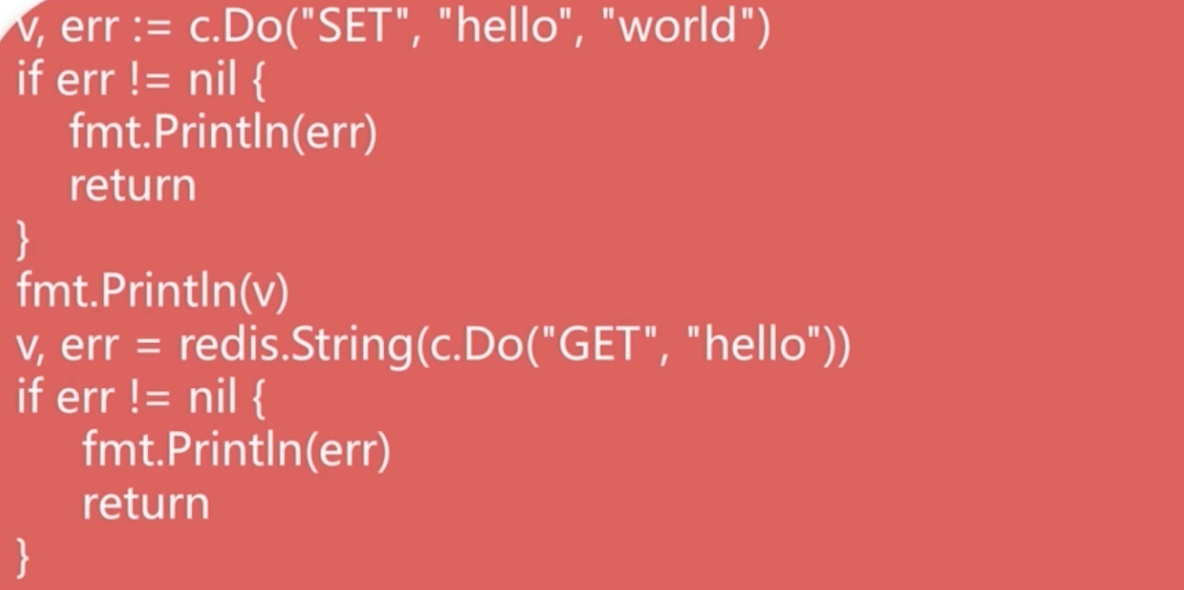 v, err := c.Do("SET", "hello", "world")
if err != nil {
fmt.Println(err)
return
}
fmt.Println(v)
v, err = redis.String(c.Do("GET", "hello"))
if err != nil {
fmt.Println(err)
return
}